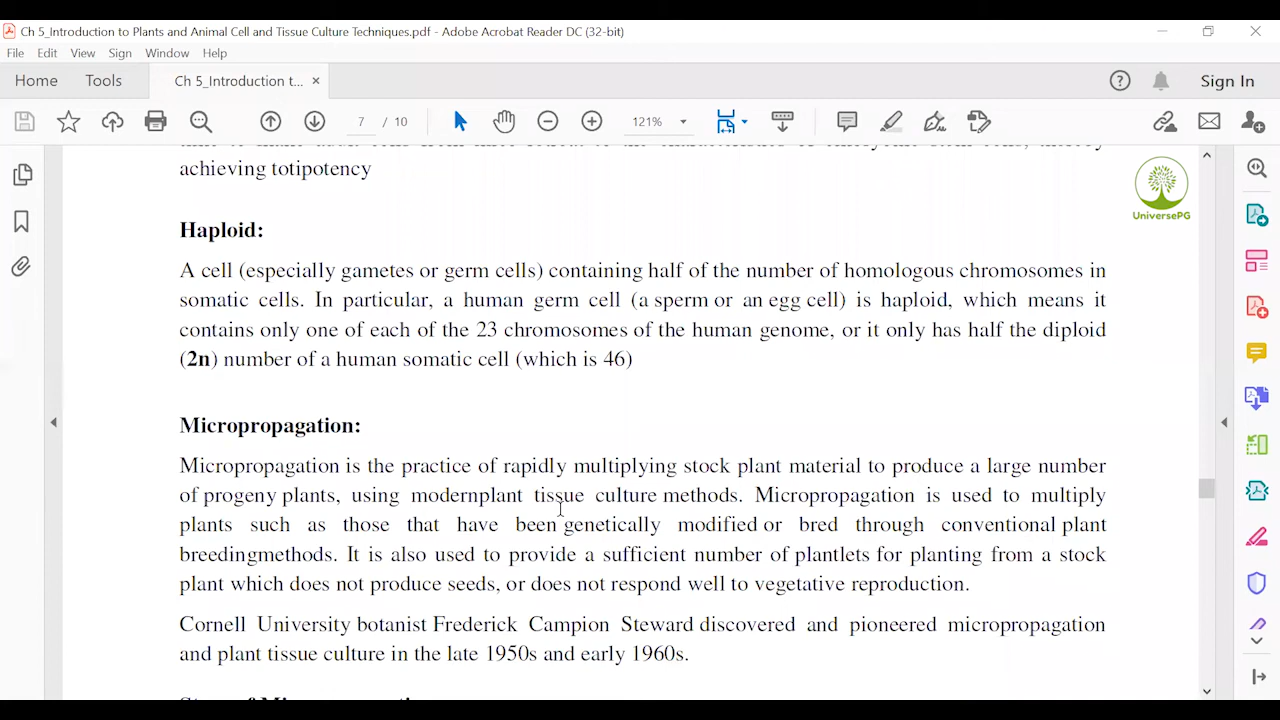 Ch 5_Introduction to Plants and Animal Cell and Tissue Culture Techniques.pdf - Adobe Acrobat Reader DC (32-bit)
File Edit View Sign Window Help
Home Tools Ch 5_Introduction t... × Sign In
7 / 10 121%
achieving totipotency
UniversePG
Haploid:
A cell (especially gametes or germ cells) containing half of the number of homologous chromosomes in
somatic cells. In particular, a human germ cell (a sperm or an egg cell) is haploid, which means it
contains only one of each of the 23 chromosomes of the human genome, or it only has half the diploid
(2n) number of a human somatic cell (which is 46)
Micropropagation:
Micropropagation is the practice of rapidly multiplying stock plant material to produce a large number
of progeny plants, using modernplant tissue culture methods. Micropropagation is used to multiply
plants such as those that have been genetically modified or bred through conventional plant
breedingmethods. It is also used to provide a sufficient number of plantlets for planting from a stock
plant which does not produce seeds, or does not respond well to vegetative reproduction.
Cornell University botanist Frederick Campion Steward discovered and pioneered micropropagation
and plant tissue culture in the late 1950s and early 1960s.